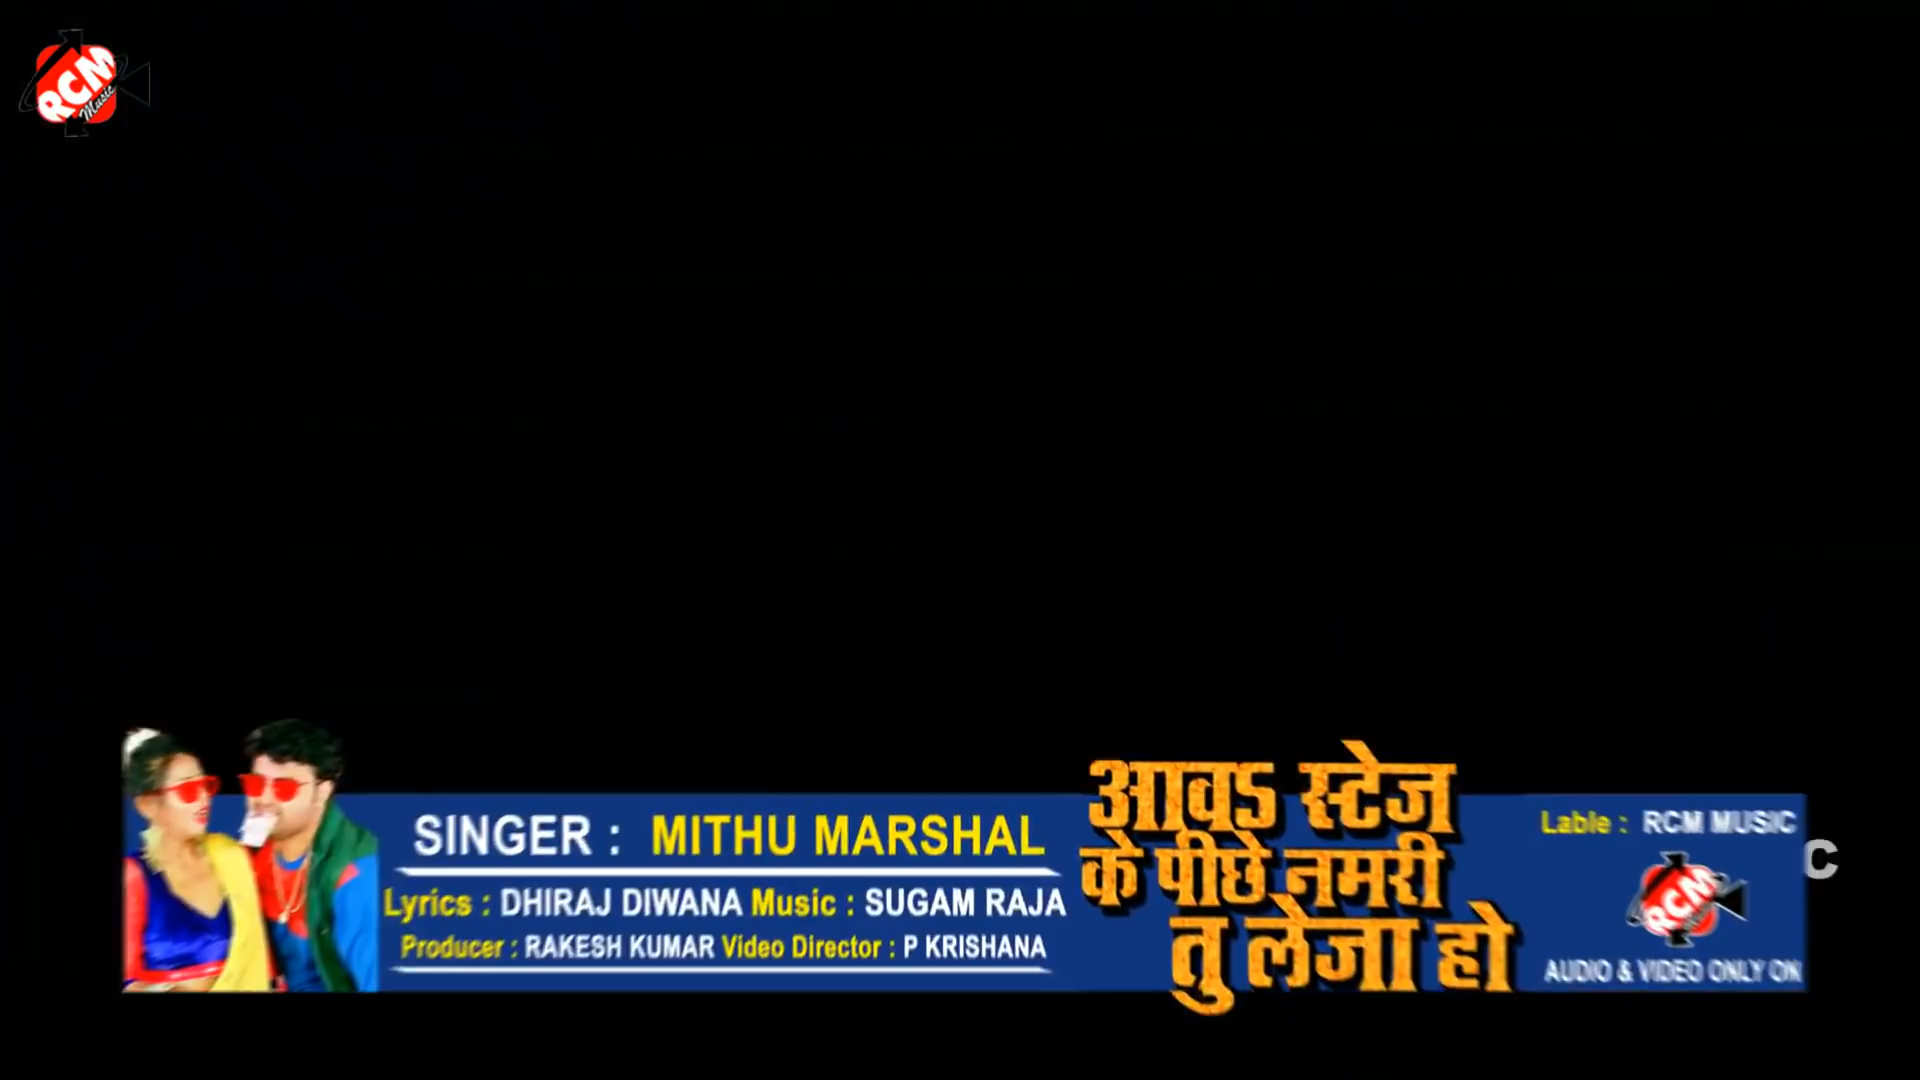 RCM
Music
SINGER : MITHU MARSHAL
Lyrics : DHIRAJ DIWANA Music : SUGAM RAJA
Producer : RAKESH KUMAR Video Director : P KRISHANA
आवऽ स्टेज
के पीछे नमरी
तु लेजा हो
Lable : RCM MUSIC
C
RCM
AUDIO & VIDEO ONLY ON